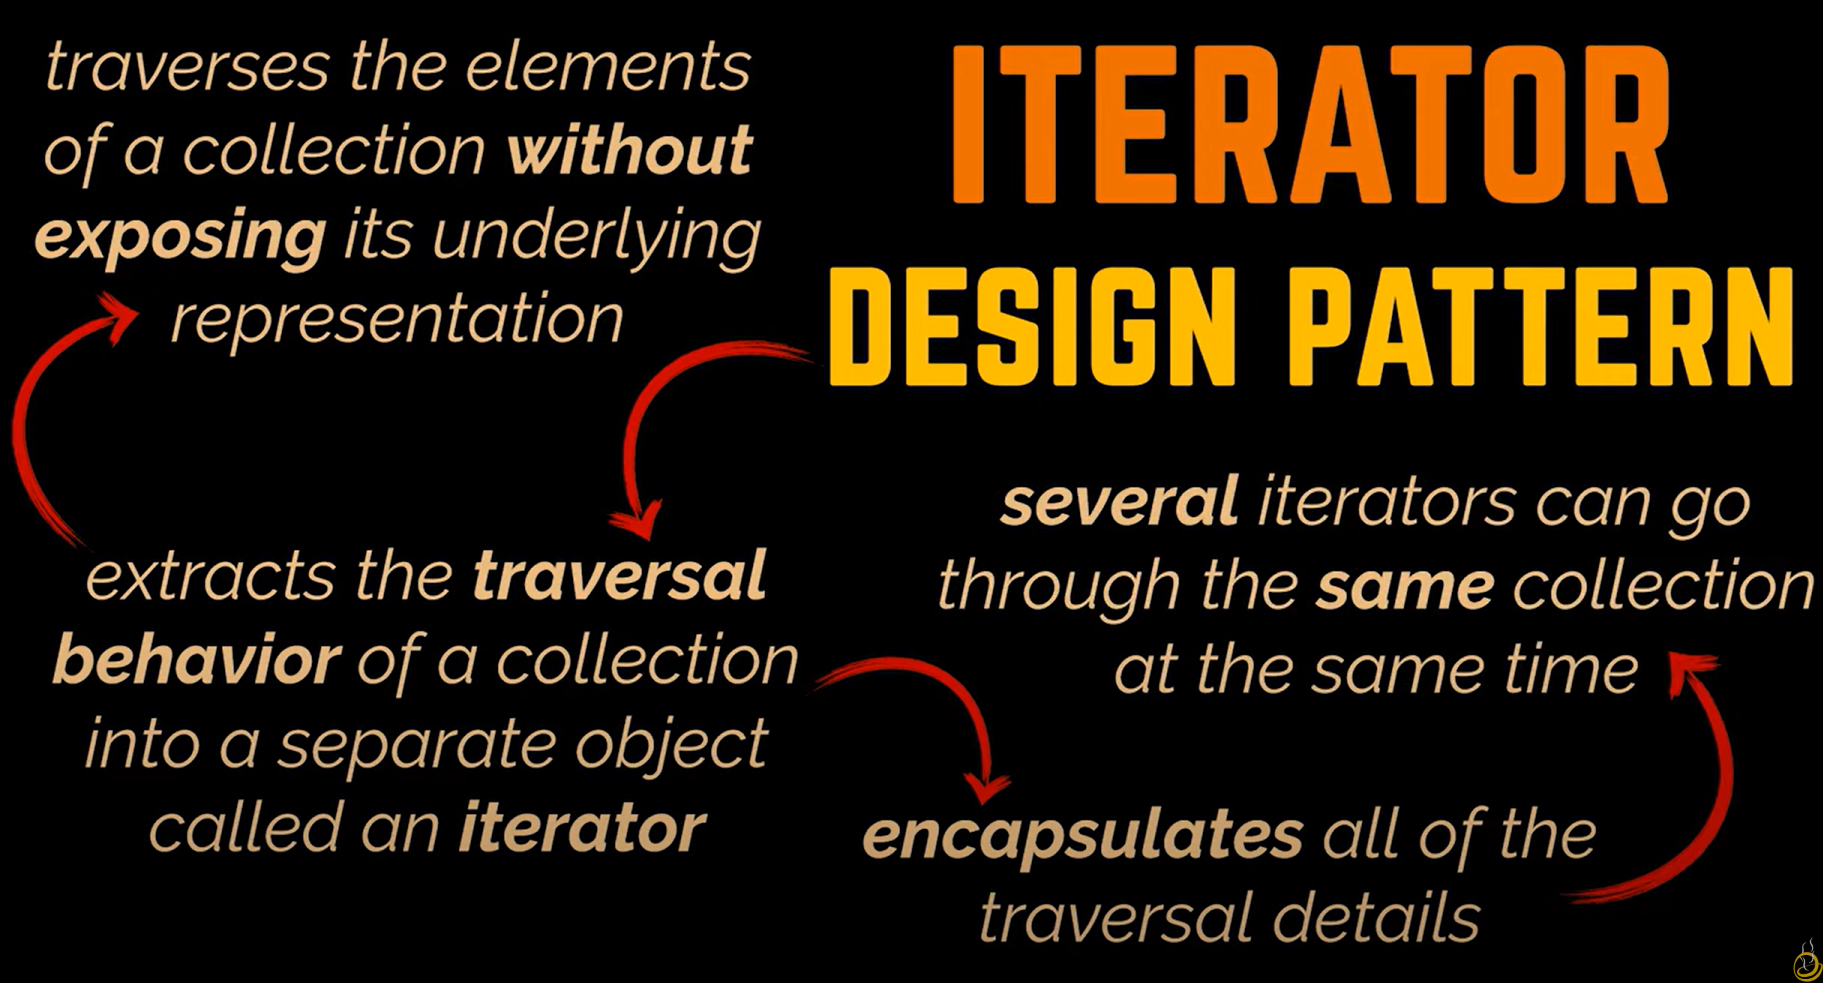 ITERATOR
DESIGN PATTERN
traverses the elements
of a collection without
exposing its underlying
representation
extracts the traversal
behavior of a collection
into a separate object
called an iterator
several iterators can go
through the same collection
at the same time
encapsulates all of the
traversal details